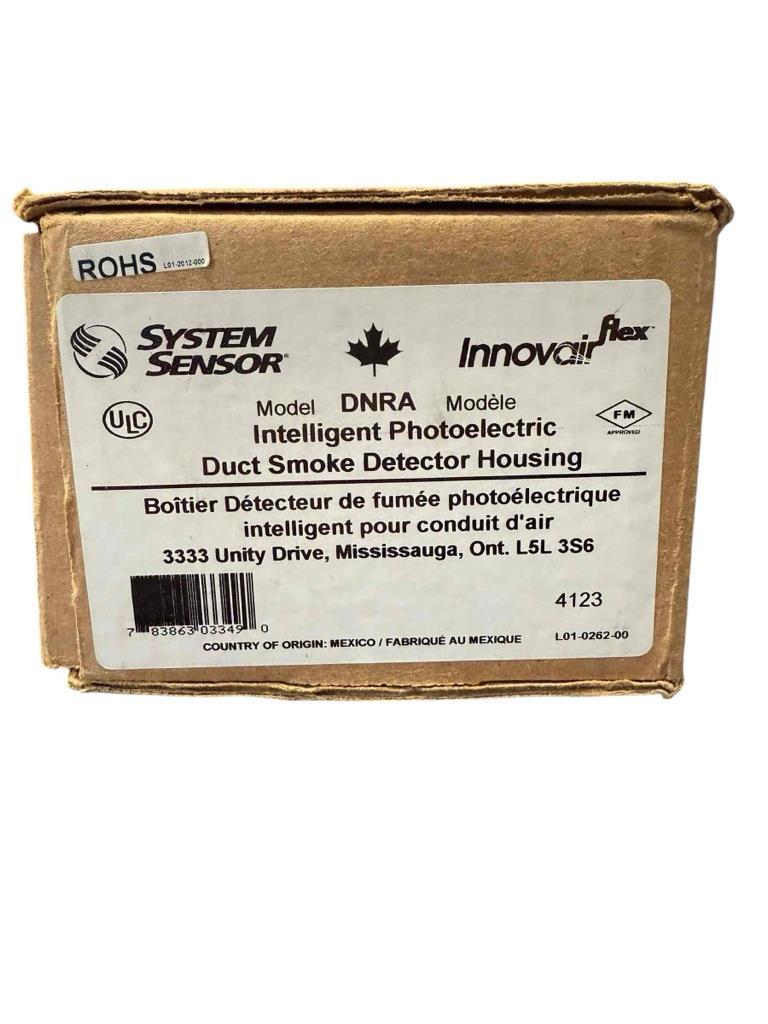 ROHS L01-2012-000
SYSTEM
SENSOR®
Innovairflex™
ULC
Model DNRA Modèle
FM
APPROVED
Intelligent Photoelectric
Duct Smoke Detector Housing
Boîtier Détecteur de fumée photoélectrique
intelligent pour conduit d'air
3333 Unity Drive, Mississauga, Ont. L5L 3S6
4123
7 83863 03349 0
COUNTRY OF ORIGIN: MEXICO / FABRIQUÉ AU MEXIQUE
L01-0262-00